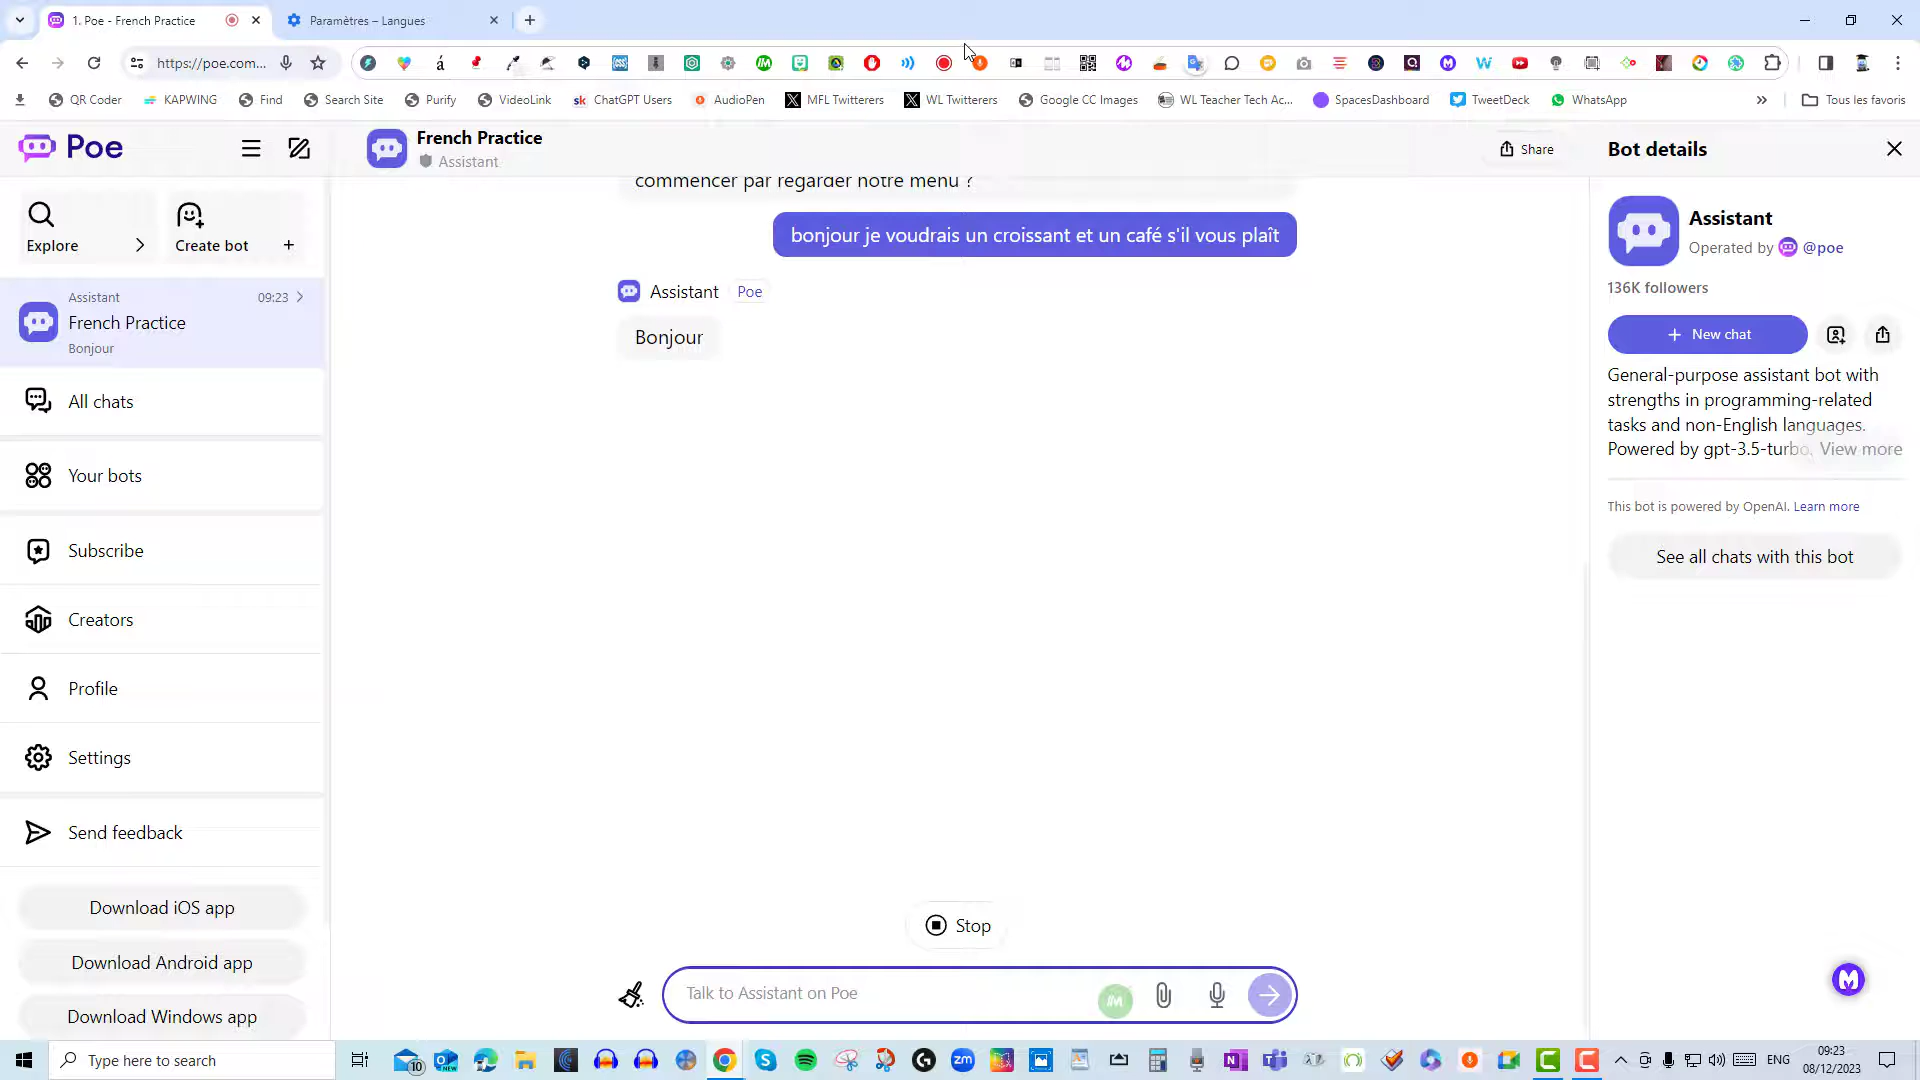 1. Poe - French Practice
Paramètres – Langues
https://poe.com...
QR Coder
KAPWING
Find
Search Site
Purify
VideoLink
sk ChatGPT Users
AudioPen
MFL Twitterers
WL Twitterers
Google CC Images
WL Teacher Tech Ac...
SpacesDashboard
TweetDeck
WhatsApp
Tous les favoris
Poe
French Practice
Assistant
Share
Bot details
Explore
Create bot
Assistant
09:23
French Practice
Bonjour
All chats
Your bots
Subscribe
Creators
Profile
Settings
Send feedback
Download iOS app
Download Android app
Download Windows app
commencer par regarder notre menu ?
bonjour je voudrais un croissant et un café s'il vous plaît
Assistant Poe
Bonjour
Stop
Talk to Assistant on Poe
Assistant
Operated by @poe
136K followers
New chat
General-purpose assistant bot with
strengths in programming-related
tasks and non-English languages.
Powered by gpt-3.5-turbo. View more
This bot is powered by OpenAI. Learn more
See all chats with this bot
Type here to search
10
NEW
zm
ENG
09:23
08/12/2023